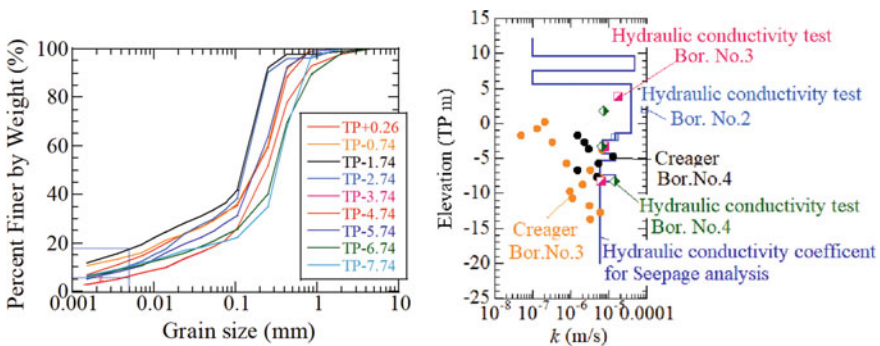 Percent Finer by Weight (%)
100
80
60
40
20
0
0.001
0.01
0.1
1
10
Grain size (mm)
TP+0.26
TP-0.74
TP-1.74
TP-2.74
TP-3.74
TP-4.74
TP-5.74
TP-6.74
TP-7.74
Elevation (TP m)
15
10
5
0
-5
-10
-15
-20
-25
10⁻⁸
10⁻⁷
10⁻⁶
10⁻⁵
0.0001
k (m/s)
Hydraulic conductivity test
Bor. No.3
Hydraulic conductivity test
Bor. No.2
Creager
Bor.No.4
Hydraulic conductivity test
Bor. No.4
Creager
Bor.No.3
Hydraulic conductivity coefficent
for Seepage analysis